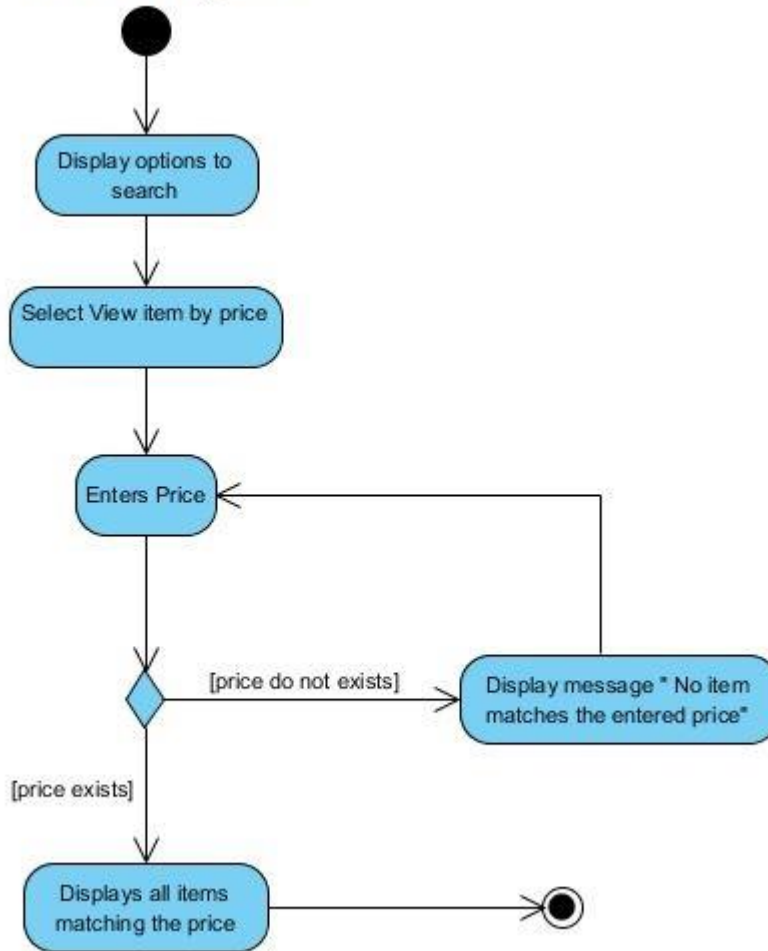 Display options to
search
Select View item by price
Enters Price
[price do not exists]
Display message " No item
matches the entered price"
[price exists]
Displays all items
matching the price